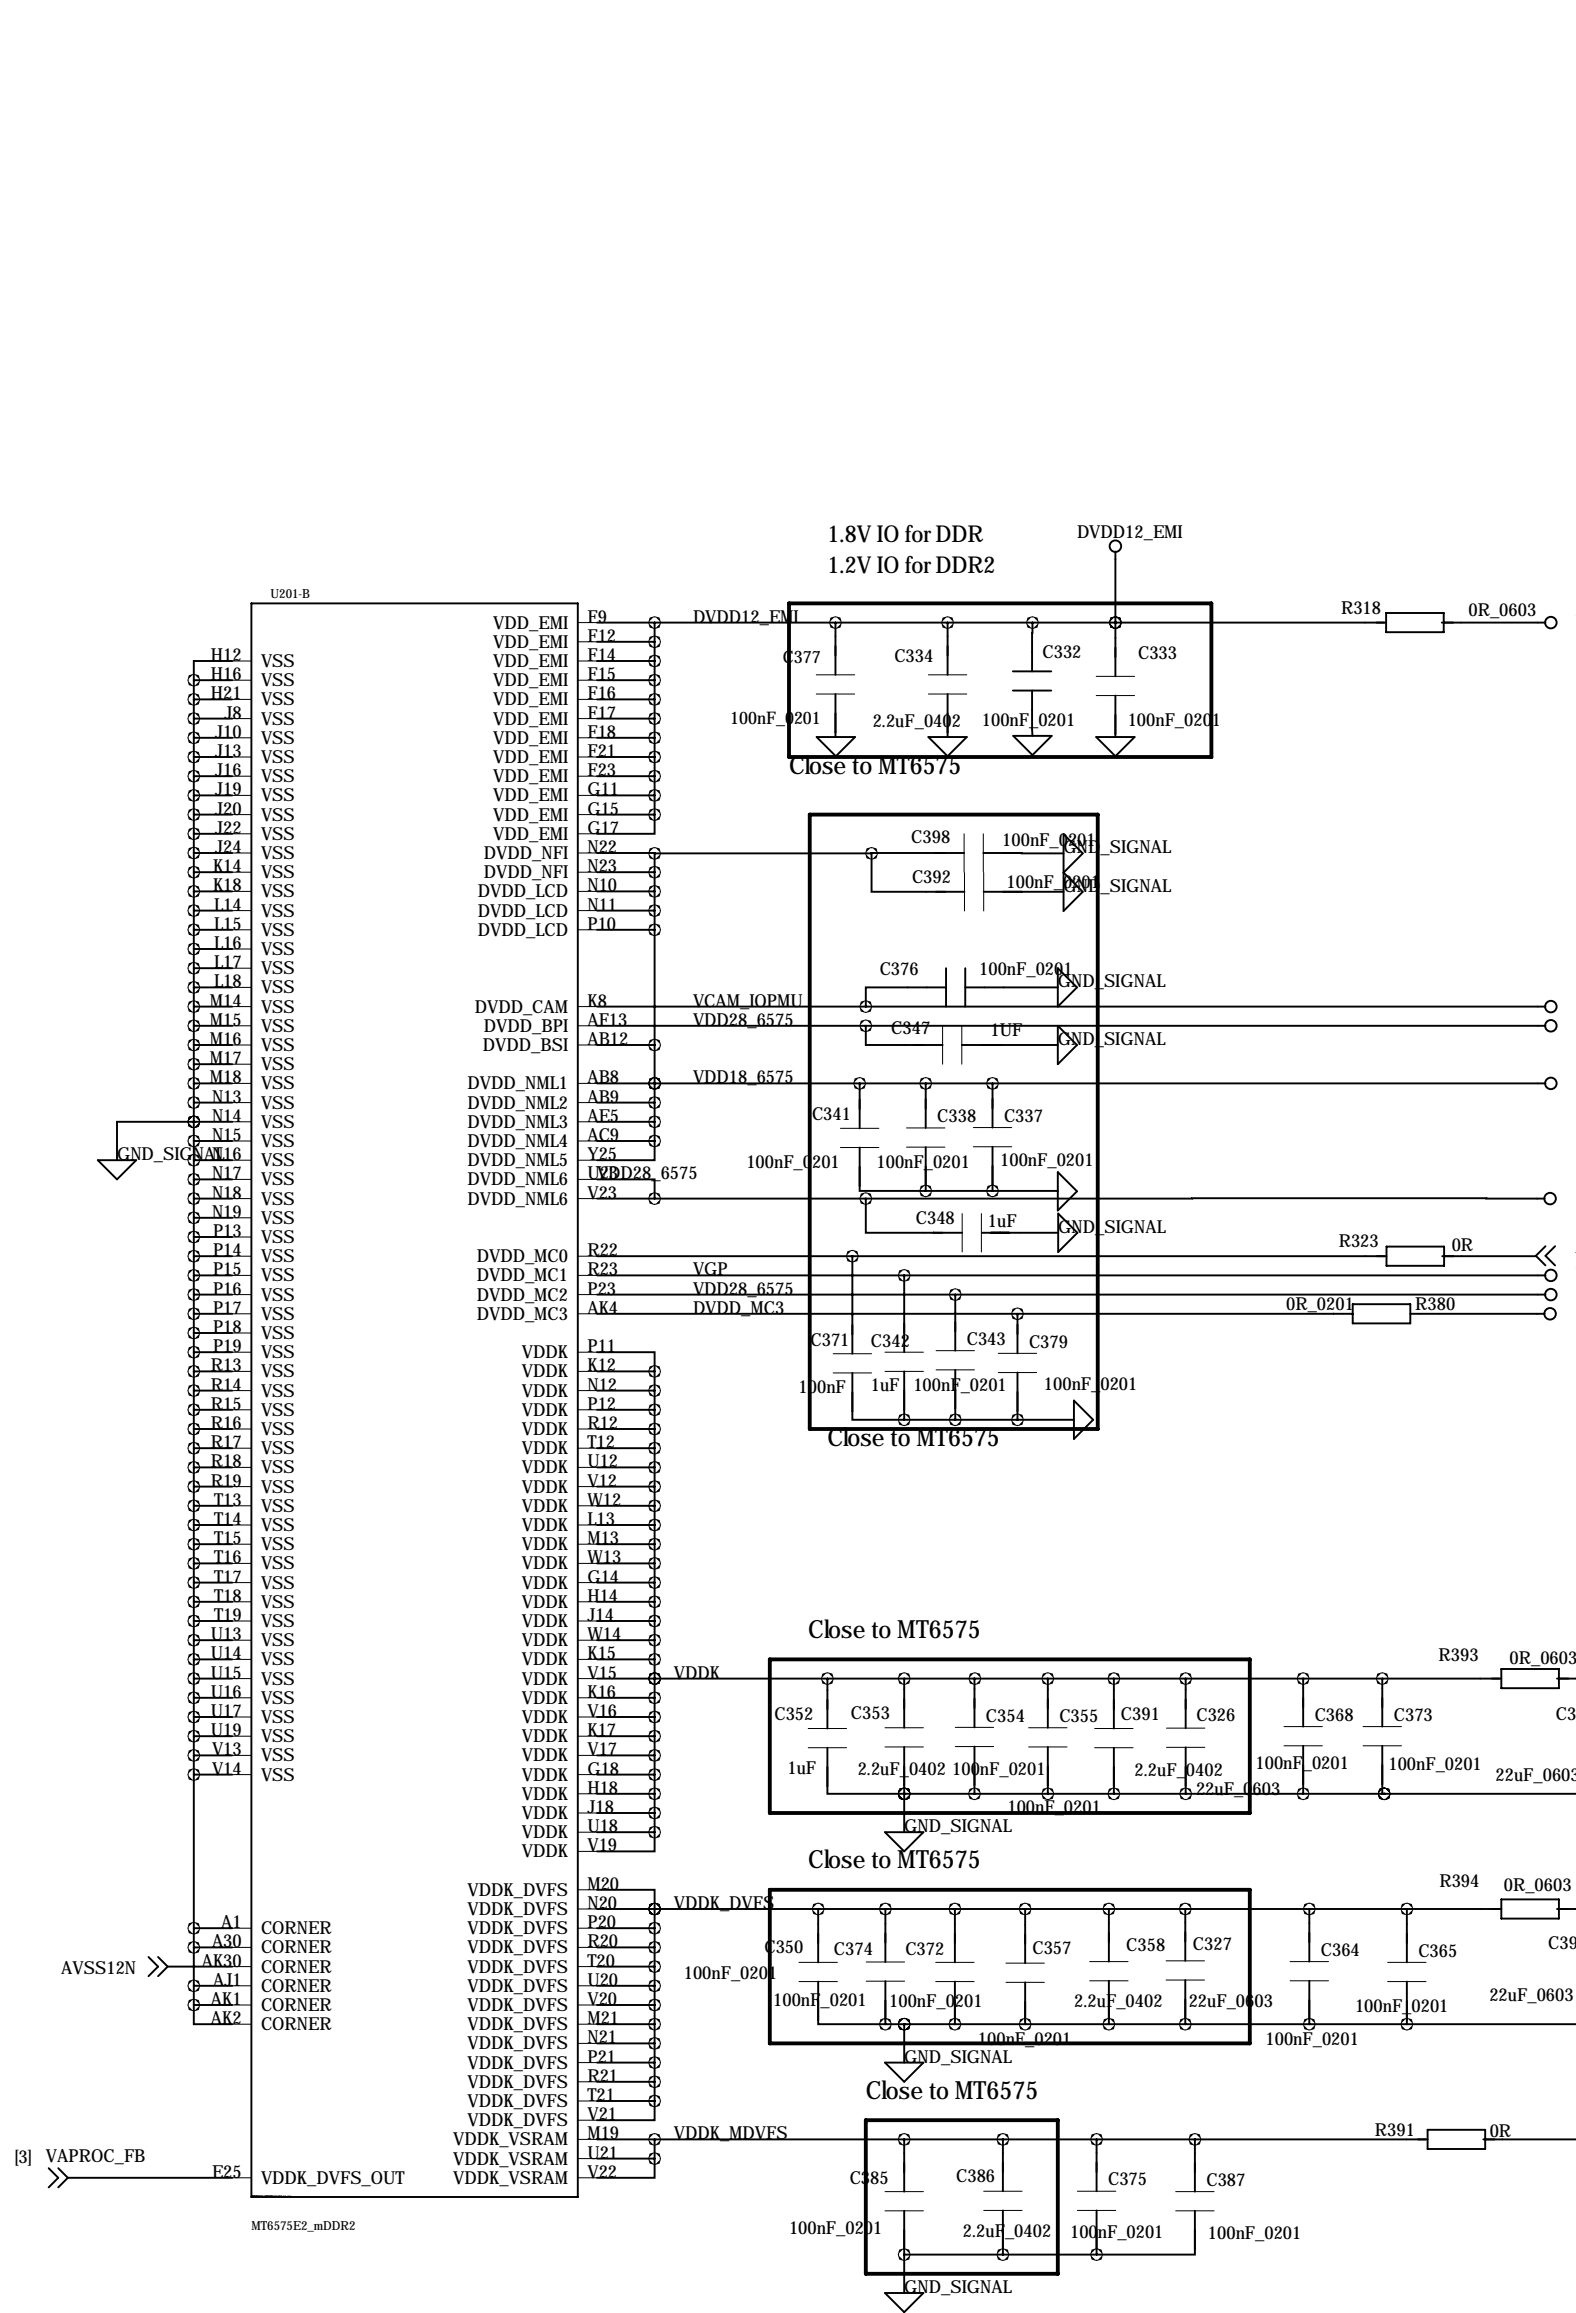 1.8V IO for DDR
1.2V IO for DDR2
DVDD12_EMI
U201-B
VDD_EMI F9 DVDD12_EMI R318 0R_0603
VDD_EMI F12
H12 VSS VDD_EMI F14
H16 VSS VDD_EMI F15
H21 VSS VDD_EMI F16
J8 VSS VDD_EMI F17
J10 VSS VDD_EMI F18
J13 VSS VDD_EMI F21
J16 VSS VDD_EMI F23
J19 VSS VDD_EMI G11
J20 VSS VDD_EMI G15
J22 VSS VDD_EMI G17
J24 VSS DVDD_NFI N22
K14 VSS DVDD_NFI N23
K18 VSS DVDD_LCD N10
L14 VSS DVDD_LCD N11
L15 VSS DVDD_LCD P10
L16 VSS
L17 VSS
L18 VSS
M14 VSS DVDD_CAM K8 VCAM_IOPMU
M15 VSS DVDD_BPI AF13 VDD28_6575
M16 VSS DVDD_BSI AB12
M17 VSS
M18 VSS DVDD_NML1 AB8 VDD18_6575
N13 VSS DVDD_NML2 AB9
N14 VSS DVDD_NML3 AE5
N15 VSS DVDD_NML4 AC9
GND_SIGNAL N16 VSS DVDD_NML5 Y25
N17 VSS DVDD_NML6 U23 VDD28_6575
N18 VSS DVDD_NML6 V23
N19 VSS
P13 VSS
P14 VSS DVDD_MC0 R22 R323 0R
P15 VSS DVDD_MC1 R23 VGP
P16 VSS DVDD_MC2 P23 VDD28_6575
P17 VSS DVDD_MC3 AK4 DVDD_MC3 0R_0201 R380
P18 VSS
P19 VSS VDDK P11
R13 VSS VDDK K12
R14 VSS VDDK N12
R15 VSS VDDK P12
R16 VSS VDDK R12
R17 VSS VDDK T12
R18 VSS VDDK U12
R19 VSS VDDK V12
T13 VSS VDDK W12
T14 VSS VDDK L13
T15 VSS VDDK M13
T16 VSS VDDK W13
T17 VSS VDDK G14
T18 VSS VDDK H14
T19 VSS VDDK J14
U13 VSS VDDK W14
U14 VSS VDDK K15
U15 VSS VDDK V15 VDDK
U16 VSS VDDK K16
U17 VSS VDDK V16
U19 VSS VDDK K17
V13 VSS VDDK V17
V14 VSS VDDK G18
VDDK H18
VDDK J18
VDDK U18
VDDK V19
VDDK_DVFS M20
VDDK_DVFS N20 VDDK_DVFS
A1 CORNER VDDK_DVFS P20
A30 CORNER VDDK_DVFS R20
AVSS12N AK30 CORNER VDDK_DVFS T20
AJ1 CORNER VDDK_DVFS U20
AK1 CORNER VDDK_DVFS V20
AK2 CORNER VDDK_DVFS M21
VDDK_DVFS N21
VDDK_DVFS P21
VDDK_DVFS R21
VDDK_DVFS T21
VDDK_DVFS V21
VDDK_VSRAM M19 VDDK_MDVFS
VDDK_VSRAM U21
[3] VAPROC_FB E25 VDDK_DVFS_OUT VDDK_VSRAM V22
MT6575E2_mDDR2
C377 C334 C332 C333
100nF_0201 2.2uF_0402 100nF_0201 100nF_0201
Close to MT6575
C398 100nF_0201 GND_SIGNAL
C392 100nF_0201 GND_SIGNAL
C376 100nF_0201 GND_SIGNAL
C347 1UF GND_SIGNAL
C341 C338 C337
100nF_0201 100nF_0201 100nF_0201
C348 1uF GND_SIGNAL
C371 C342 C343 C379
100nF 1uF 100nF_0201 100nF_0201
Close to MT6575
Close to MT6575
R393 0R_0603
C352 C353 C354 C355 C391 C326 C368 C373
1uF 2.2uF_0402 100nF_0201 2.2uF_0402 100nF_0201 100nF_0201 22uF_0603
100nF_0201 22uF_0603
GND_SIGNAL
Close to MT6575
R394 0R_0603
C350 C374 C372 C357 C358 C327 C364 C365
100nF_0201 100nF_0201 100nF_0201 2.2uF_0402 22uF_0603 100nF_0201 22uF_0603
100nF_0201 100nF_0201
GND_SIGNAL
Close to MT6575
R391 0R
C385 C386 C375 C387
100nF_0201 2.2uF_0402 100nF_0201 100nF_0201
GND_SIGNAL